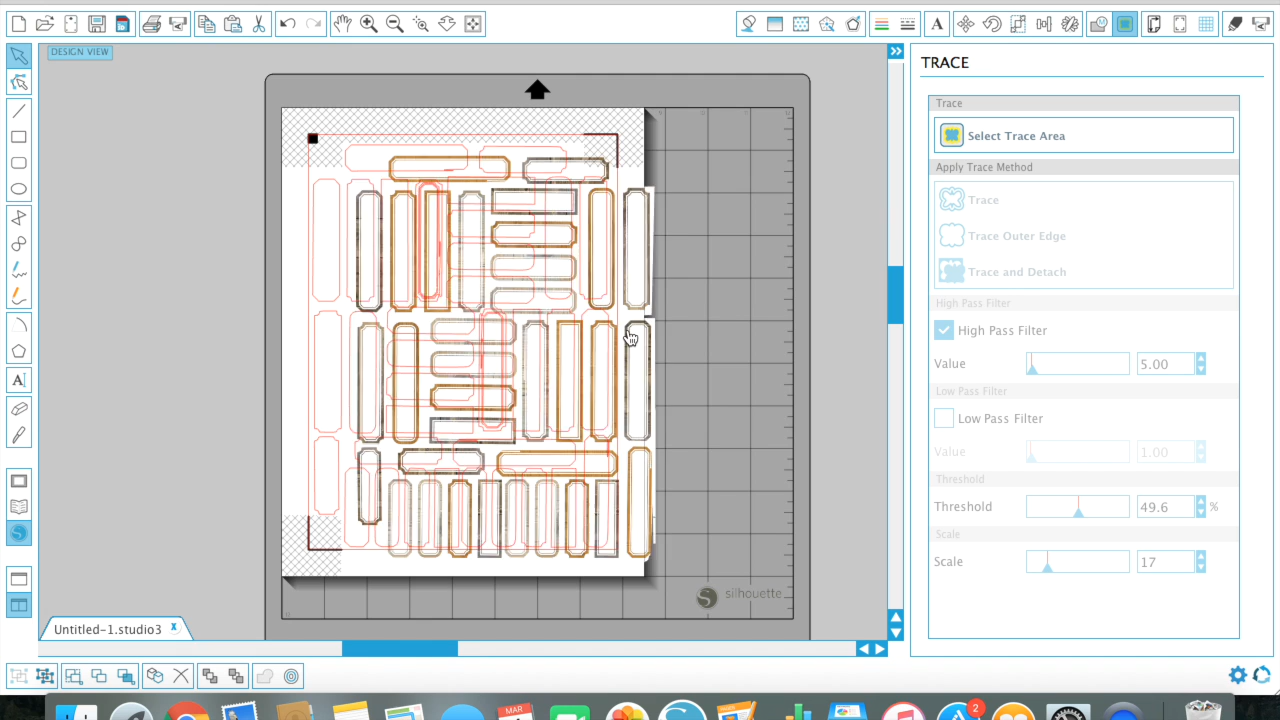 DESIGN VIEW
TRACE
Trace
Select Trace Area
Apply Trace Method
Trace
Trace Outer Edge
Trace and Detach
High Pass Filter
High Pass Filter
Value 5.00
Low Pass Filter
Low Pass Filter
Value 1.00
Threshold
Threshold 49.6 %
Scale
Scale 17
silhouette
Untitled-1.studio3 x
MAR
2